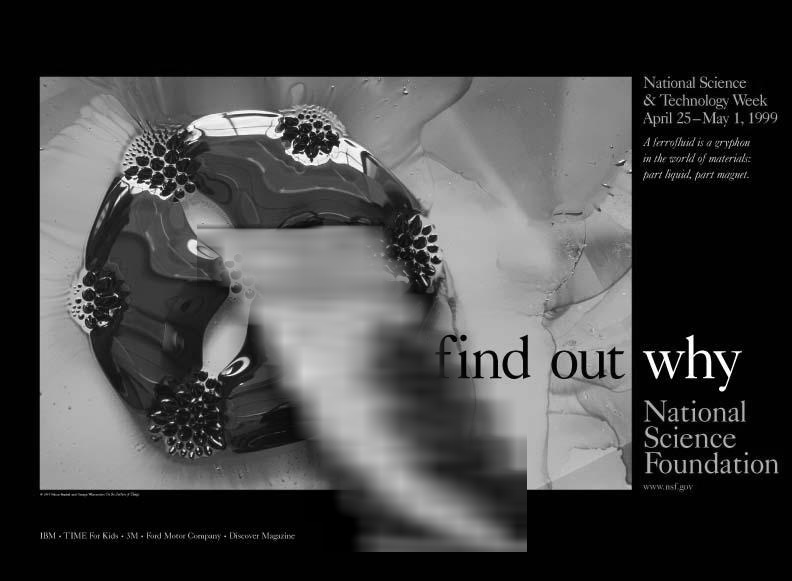 National Science
& Technology Week
April 25–May 1, 1999
A ferrofluid is a gryphon
in the world of materials:
part liquid, part magnet.
find out why
National
Science
Foundation
www.nsf.gov
IBM • TIME For Kids • 3M • Ford Motor Company • Discover Magazine